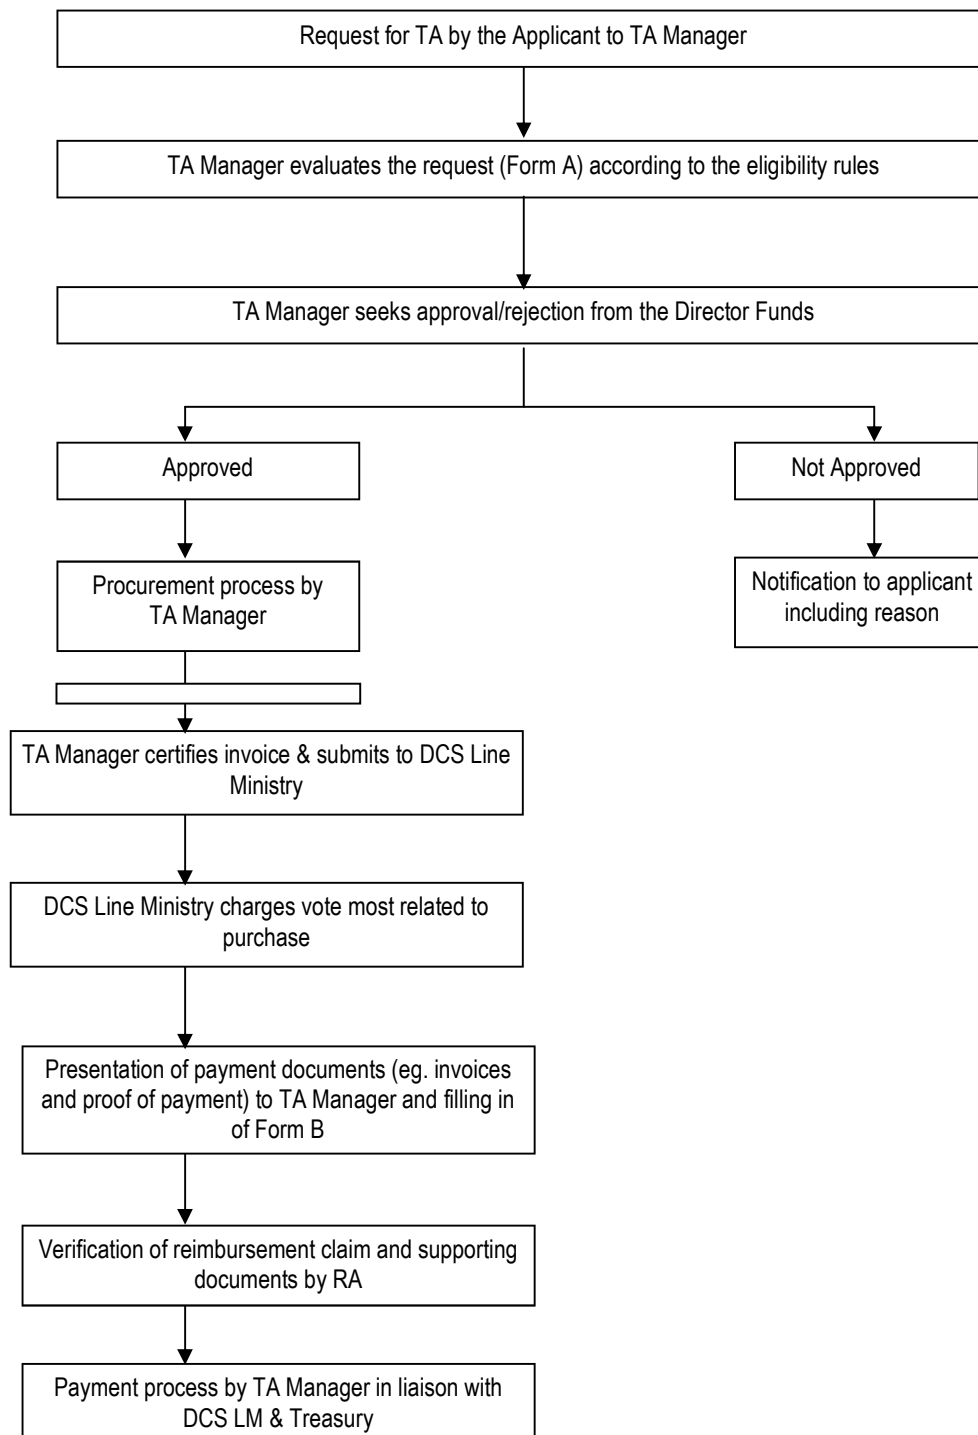 Request for TA by the Applicant to TA Manager
TA Manager evaluates the request (Form A) according to the eligibility rules
TA Manager seeks approval/rejection from the Director Funds
Approved
Not Approved
Procurement process by
TA Manager
Notification to applicant
including reason
TA Manager certifies invoice & submits to DCS Line
Ministry
DCS Line Ministry charges vote most related to
purchase
Presentation of payment documents (eg. invoices
and proof of payment) to TA Manager and filling in
of Form B
Verification of reimbursement claim and supporting
documents by RA
Payment process by TA Manager in liaison with
DCS LM & Treasury